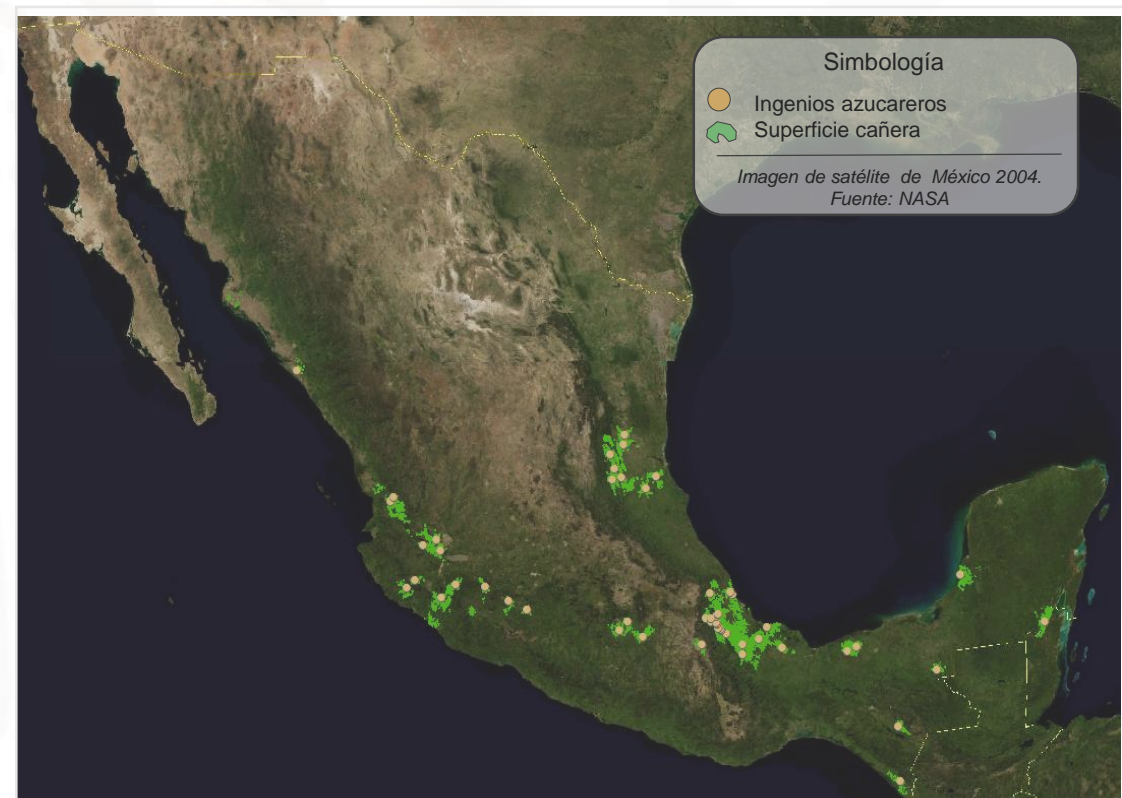 Simbología
Ingenios azucareros
Superficie cañera
Imagen de satélite de México 2004.
Fuente: NASA